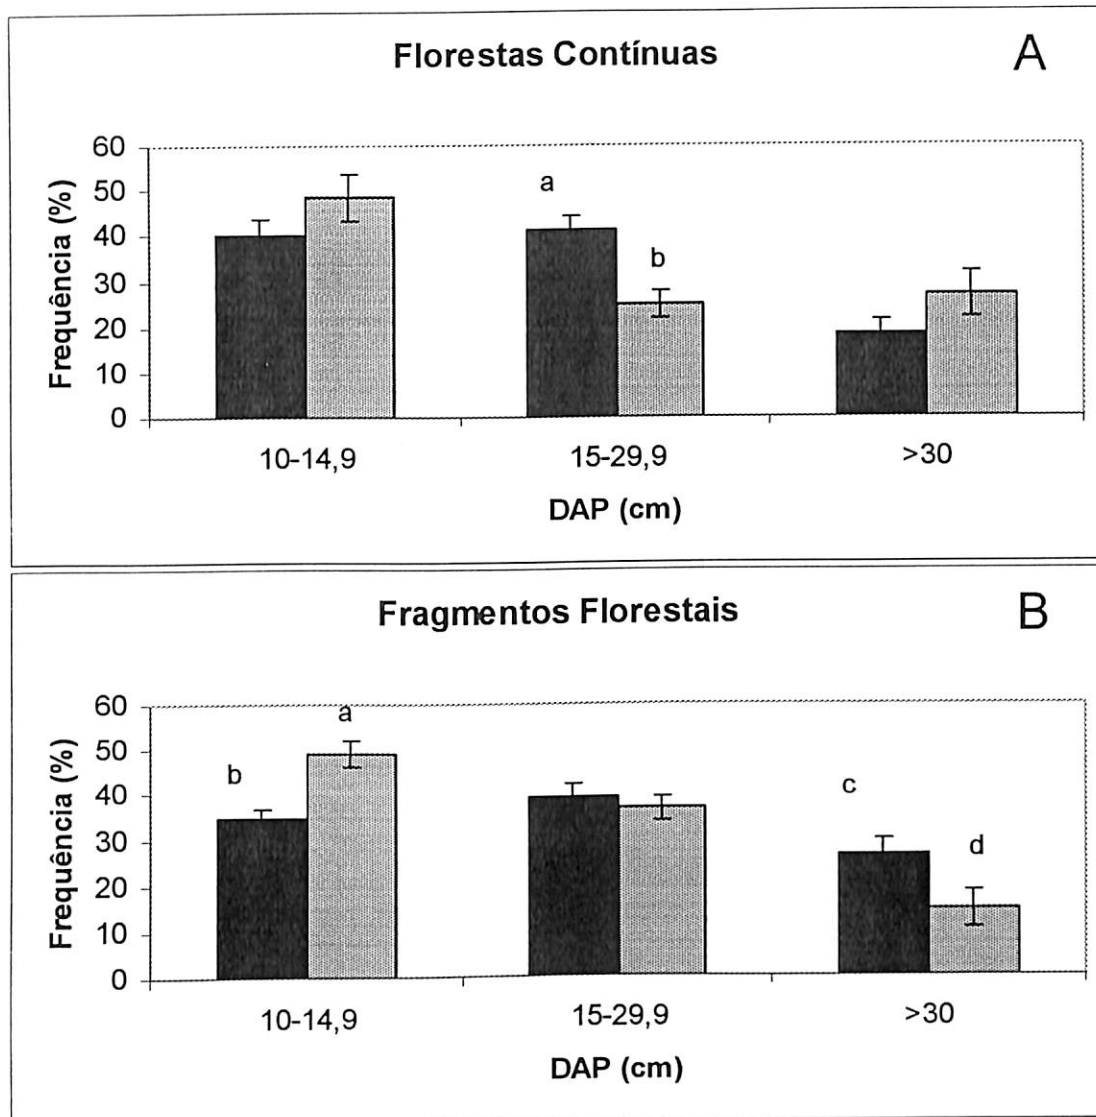 Florestas Contínuas
A
Frequência (%)
60
50
40
30
20
10
0
a
b
10-14,9
15-29,9
>30
DAP (cm)
Fragmentos Florestais
B
Frequência (%)
60
50
40
30
20
10
0
b
a
c
d
10-14,9
15-29,9
>30
DAP (cm)